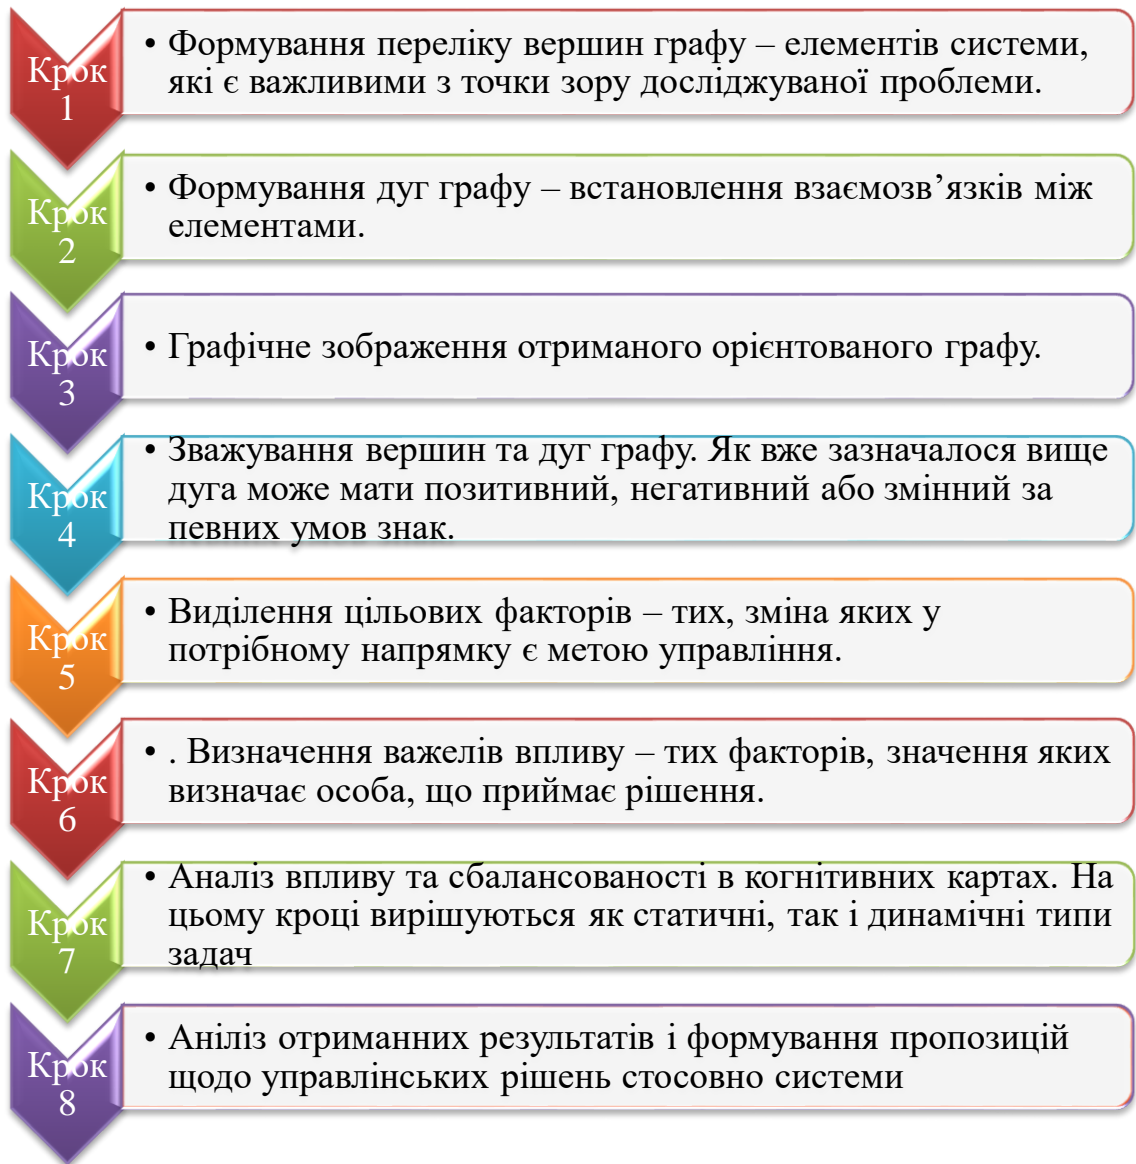 Крок
1
• Формування переліку вершин графу – елементів системи,
які є важливими з точки зору досліджуваної проблеми.
Крок
2
• Формування дуг графу – встановлення взаємозв’язків між
елементами.
Крок
3
• Графічне зображення отриманого орієнтованого графу.
Крок
4
• Зважування вершин та дуг графу. Як вже зазначалося вище
дуга може мати позитивний, негативний або змінний за
певних умов знак.
Крок
5
• Виділення цільових факторів – тих, зміна яких у
потрібному напрямку є метою управління.
Крок
6
• . Визначення важелів впливу – тих факторів, значення яких
визначає особа, що приймає рішення.
Крок
7
• Аналіз впливу та сбалансованості в когнітивних картах. На
цьому кроці вирішуються як статичні, так і динамічні типи
задач
Крок
8
• Аніліз отриманних результатів і формування пропозицій
щодо управлінських рішень стосовно системи